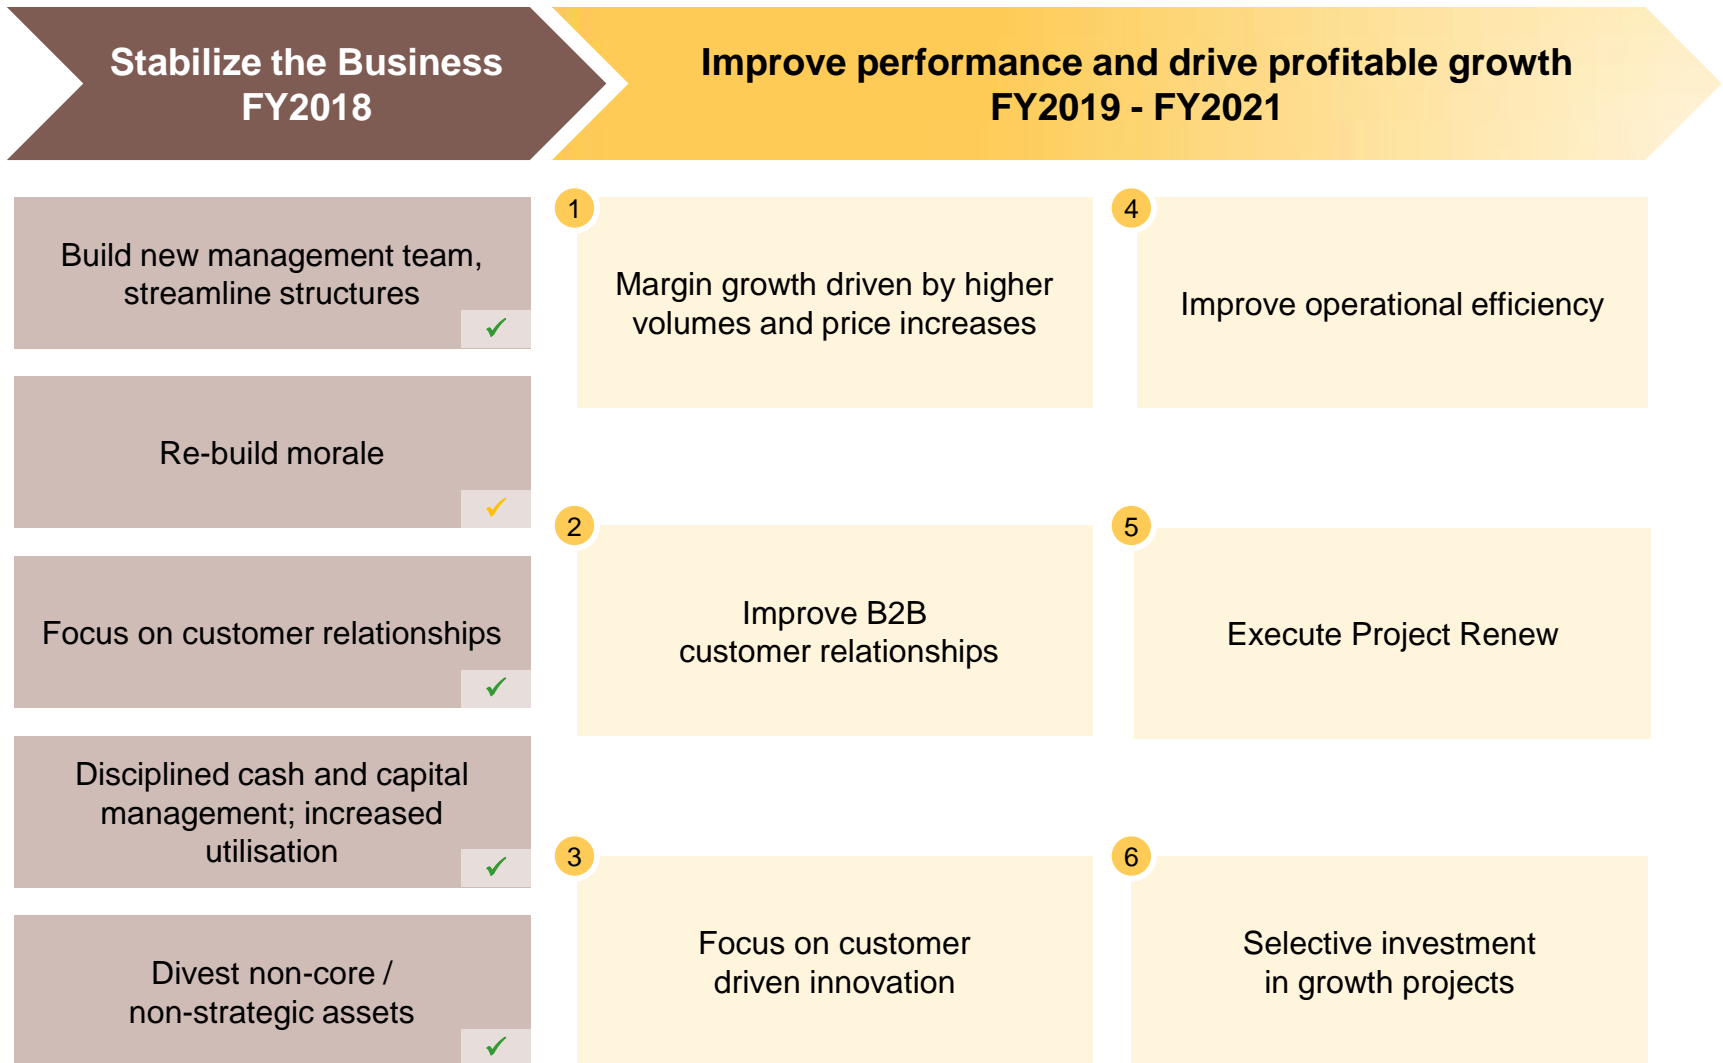 Stabilize the Business
FY2018
Improve performance and drive profitable growth
FY2019 - FY2021
Build new management team,
streamline structures
✓
Re-build morale
✓
Focus on customer relationships
✓
Disciplined cash and capital
management; increased
utilisation
✓
Divest non-core /
non-strategic assets
✓
1
Margin growth driven by higher
volumes and price increases
2
Improve B2B
customer relationships
3
Focus on customer
driven innovation
4
Improve operational efficiency
5
Execute Project Renew
6
Selective investment
in growth projects